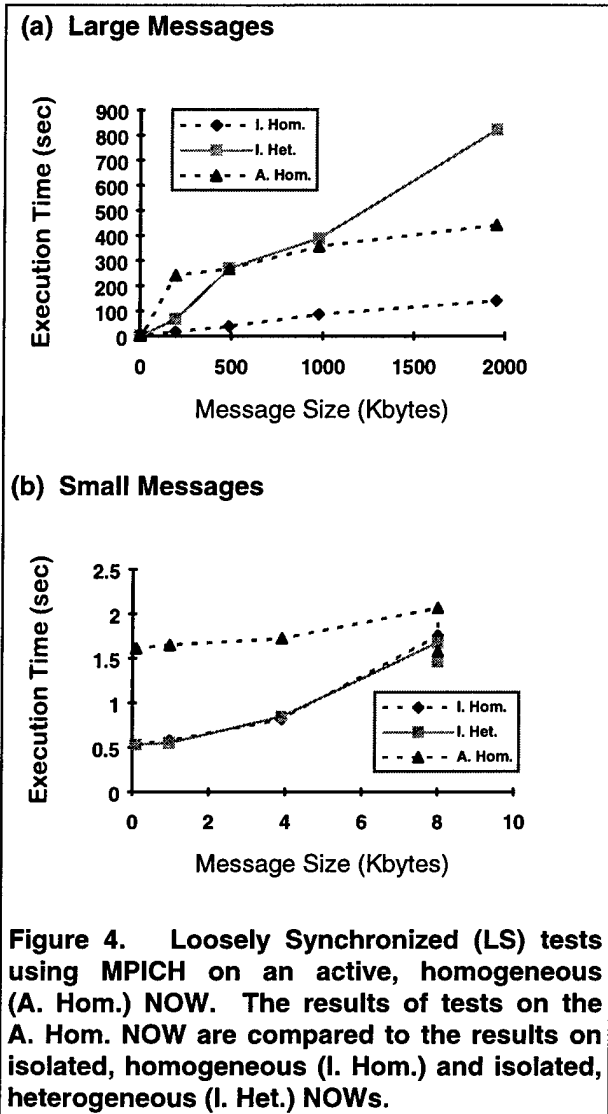 (a) Large Messages
900
800
700
600
500
400
300
200
100
0
Execution Time (sec)
I. Hom.
I. Het.
A. Hom.
0 500 1000 1500 2000
Message Size (Kbytes)
(b) Small Messages
2.5
2
1.5
1
0.5
0
Execution Time (sec)
I. Hom.
I. Het.
A. Hom.
0 2 4 6 8 10
Message Size (Kbytes)
Figure 4. Loosely Synchronized (LS) tests
using MPICH on an active, homogeneous
(A. Hom.) NOW. The results of tests on the
A. Hom. NOW are compared to the results on
isolated, homogeneous (I. Hom.) and isolated,
heterogeneous (I. Het.) NOWs.